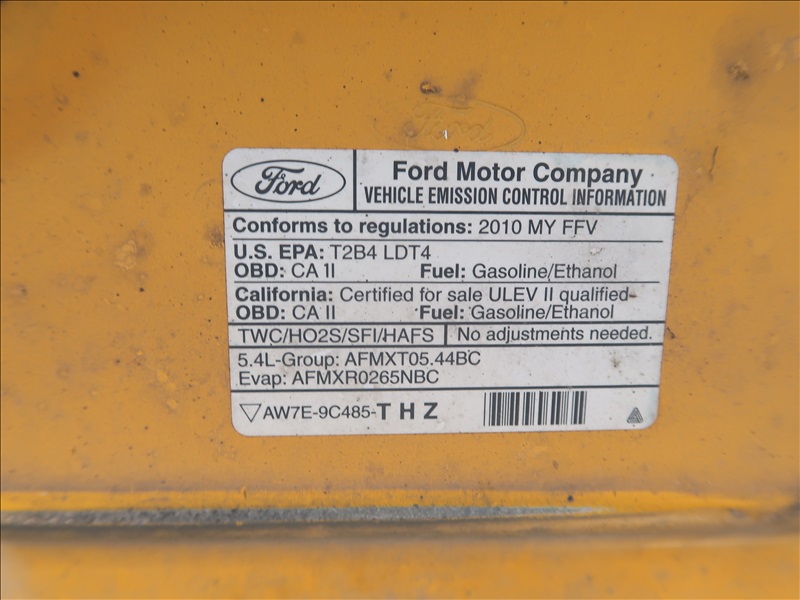 Ford
Ford
Ford Motor Company
VEHICLE EMISSION CONTROL INFORMATION
Conforms to regulations: 2010 MY FFV
U.S. EPA: T2B4 LDT4
OBD: CA II Fuel: Gasoline/Ethanol
California: Certified for sale ULEV II qualified
OBD: CA II Fuel: Gasoline/Ethanol
TWC/HO2S/SFI/HAFS No adjustments needed.
5.4L-Group: AFMXT05.44BC
Evap: AFMXR0265NBC
AW7E-9C485-THZ